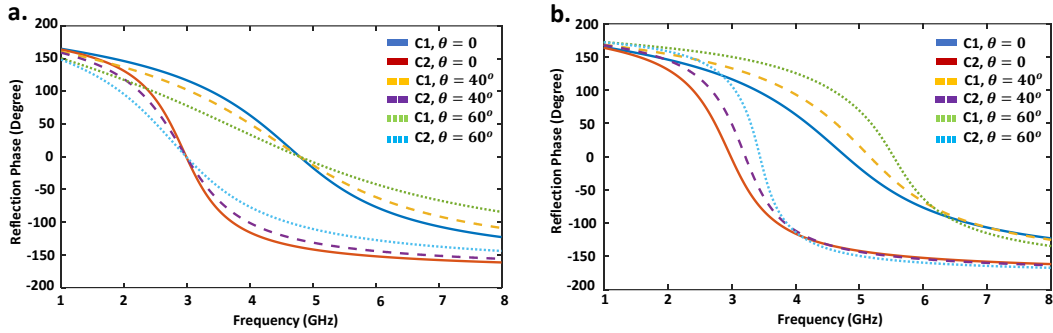 a.
Reflection Phase (Degree)
200
150
100
50
0
-50
-100
-150
-200
1 2 3 4 5 6 7 8
Frequency (GHz)
C1, θ = 0
C2, θ = 0
C1, θ = 40°
C2, θ = 40°
C1, θ = 60°
C2, θ = 60°
b.
Reflection Phase (Degree)
200
150
100
50
0
-50
-100
-150
-200
1 2 3 4 5 6 7 8
Frequency (GHz)
C1, θ = 0
C2, θ = 0
C1, θ = 40°
C2, θ = 40°
C1, θ = 60°
C2, θ = 60°